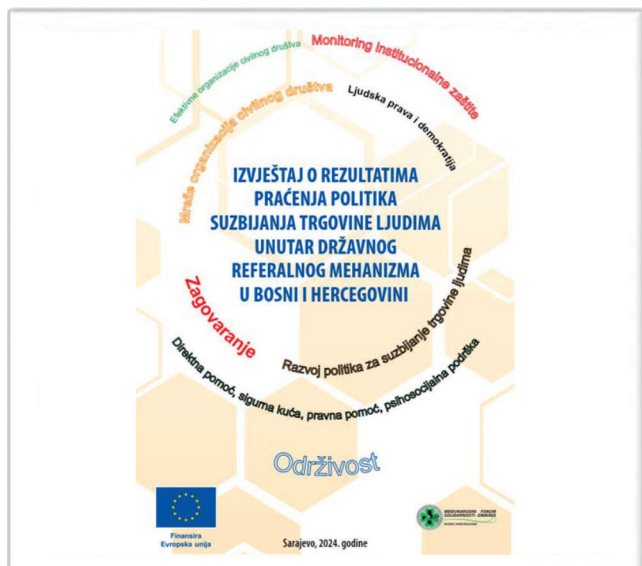 Efektivne organizacije civilnog društva
Monitoring institucionalne zaštite
Mreže organizacija civilnog društva
Ljudska prava i demokratija
IZVJEŠTAJ O REZULTATIMA
PRAĆENJA POLITIKA
SUZBIJANJA TRGOVINE LJUDIMA
UNUTAR DRŽAVNOG
REFERALNOG MEHANIZMA
U BOSNI I HERCEGOVINI
Zagovaranje
Razvoj politika za suzbijanje trgovine ljudima
Direktna pomoć, sigurna kuća, pravna pomoć, psihosocijalna podrška
Održivost
Finansira
Evropska unija
MEĐUNARODNI FORUM
SOLIDARNOSTI - EMMAUS
Sarajevo, 2024. godine